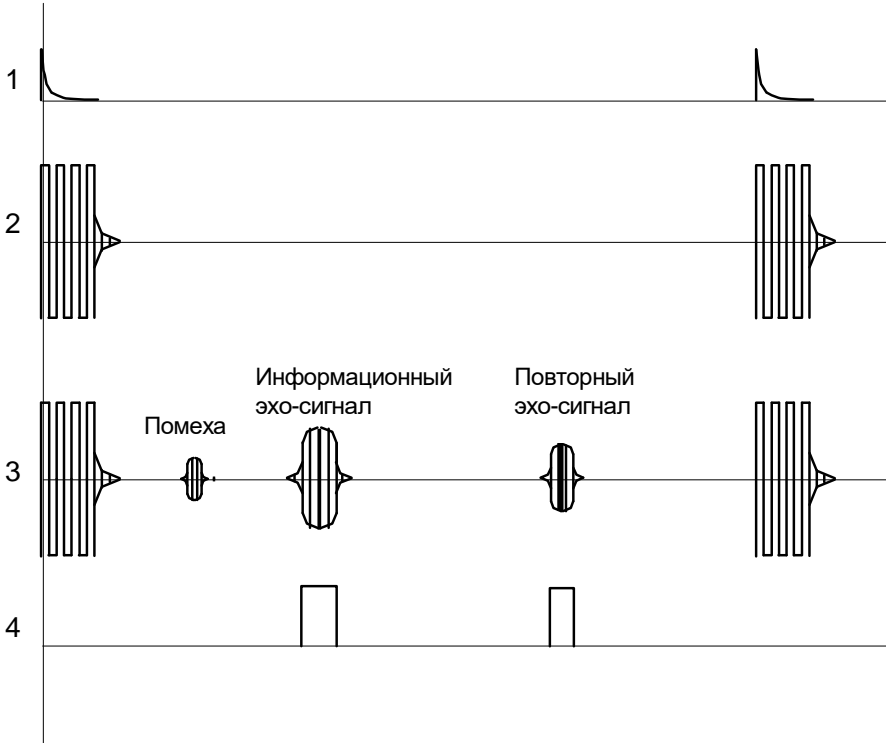 1
2
Информационный
эхо-сигнал
Повторный
эхо-сигнал
Помеха
3
4